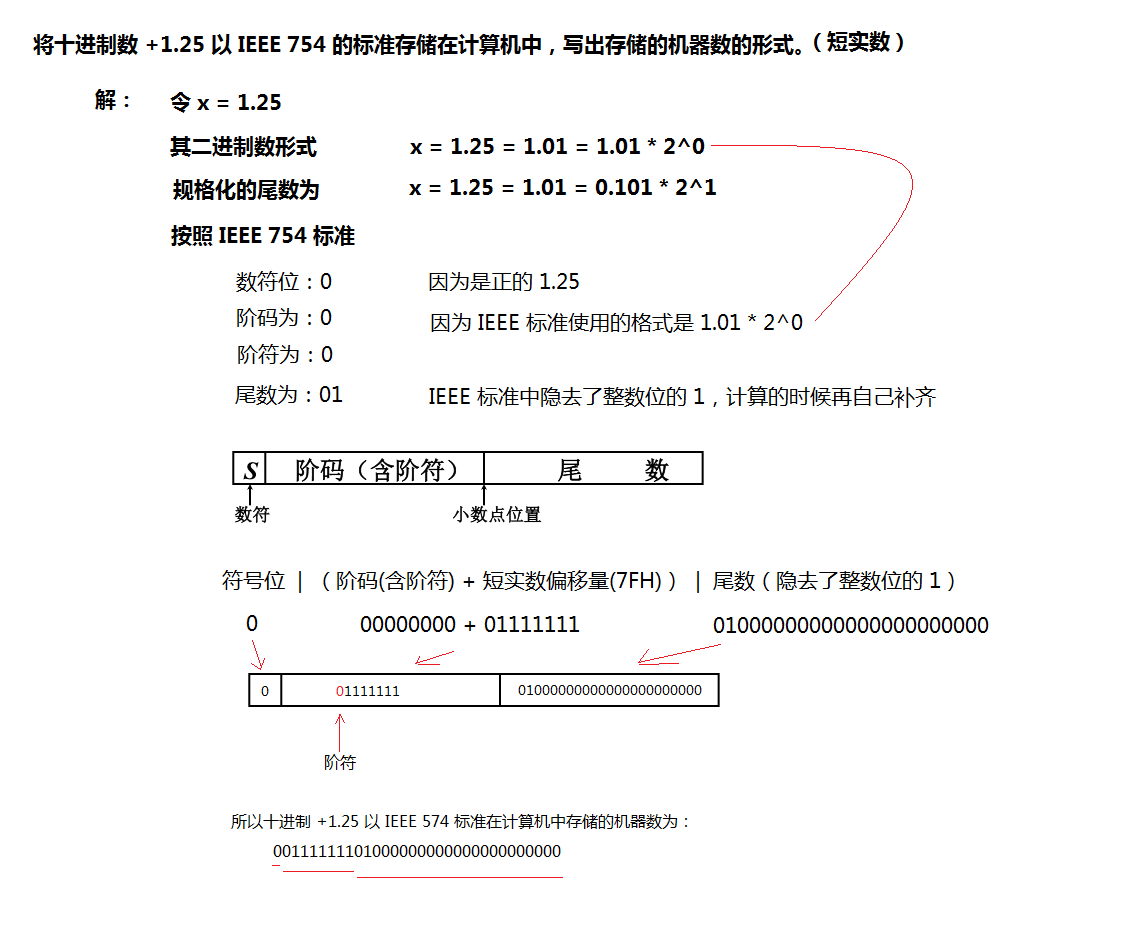 将十进制数 +1.25 以 IEEE 754 的标准存储在计算机中，写出存储的机器数的形式。（短实数）
解： 令 x = 1.25
其二进制数形式 x = 1.25 = 1.01 = 1.01 * 2^0
规格化的尾数为 x = 1.25 = 1.01 = 0.101 * 2^1
按照 IEEE 754 标准
数符位：0 因为是正的 1.25
阶码为：0 因为 IEEE 标准使用的格式是 1.01 * 2^0
阶符为：0
尾数为：01 IEEE 标准中隐去了整数位的 1，计算的时候再自己补齐
S 阶码（含阶符） 尾 数
数符 小数点位置
符号位 | （阶码(含阶符) + 短实数偏移量(7FH)） | 尾数（隐去了整数位的 1）
0 00000000 + 01111111 01000000000000000000000
0 01111111 01000000000000000000000
阶符
所以十进制 +1.25 以 IEEE 574 标准在计算机中存储的机器数为：
00111111101000000000000000000000